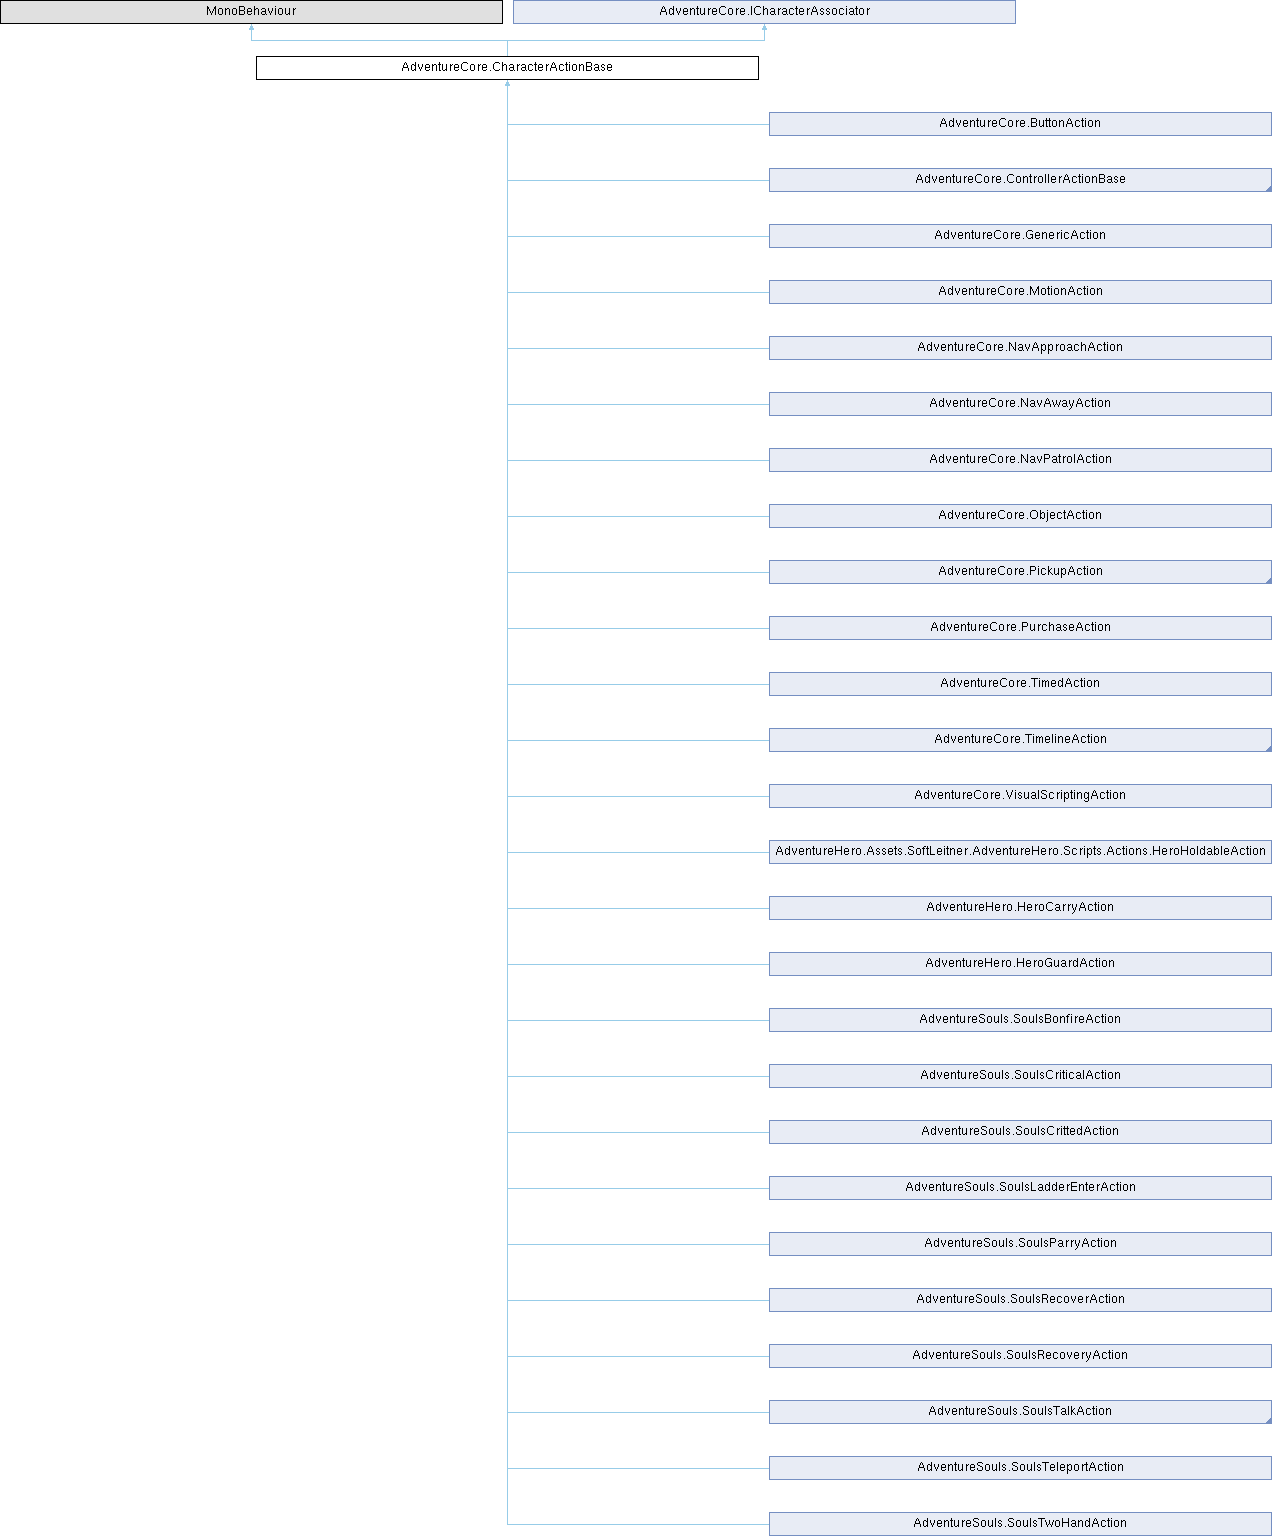 MonoBehaviour
AdventureCore.ICharacterAssociator
AdventureCore.CharacterActionBase
AdventureCore.ButtonAction
AdventureCore.ControllerActionBase
AdventureCore.GenericAction
AdventureCore.MotionAction
AdventureCore.NavApproachAction
AdventureCore.NavAwayAction
AdventureCore.NavPatrolAction
AdventureCore.ObjectAction
AdventureCore.PickupAction
AdventureCore.PurchaseAction
AdventureCore.TimedAction
AdventureCore.TimelineAction
AdventureCore.VisualScriptingAction
AdventureHero.Assets.SoftLeitner.AdventureHero.Scripts.Actions.HeroHoldableAction
AdventureHero.HeroCarryAction
AdventureHero.HeroGuardAction
AdventureSouls.SoulsBonfireAction
AdventureSouls.SoulsCriticalAction
AdventureSouls.SoulsCrittedAction
AdventureSouls.SoulsLadderEnterAction
AdventureSouls.SoulsParryAction
AdventureSouls.SoulsRecoverAction
AdventureSouls.SoulsRecoveryAction
AdventureSouls.SoulsTalkAction
AdventureSouls.SoulsTeleportAction
AdventureSouls.SoulsTwoHandAction